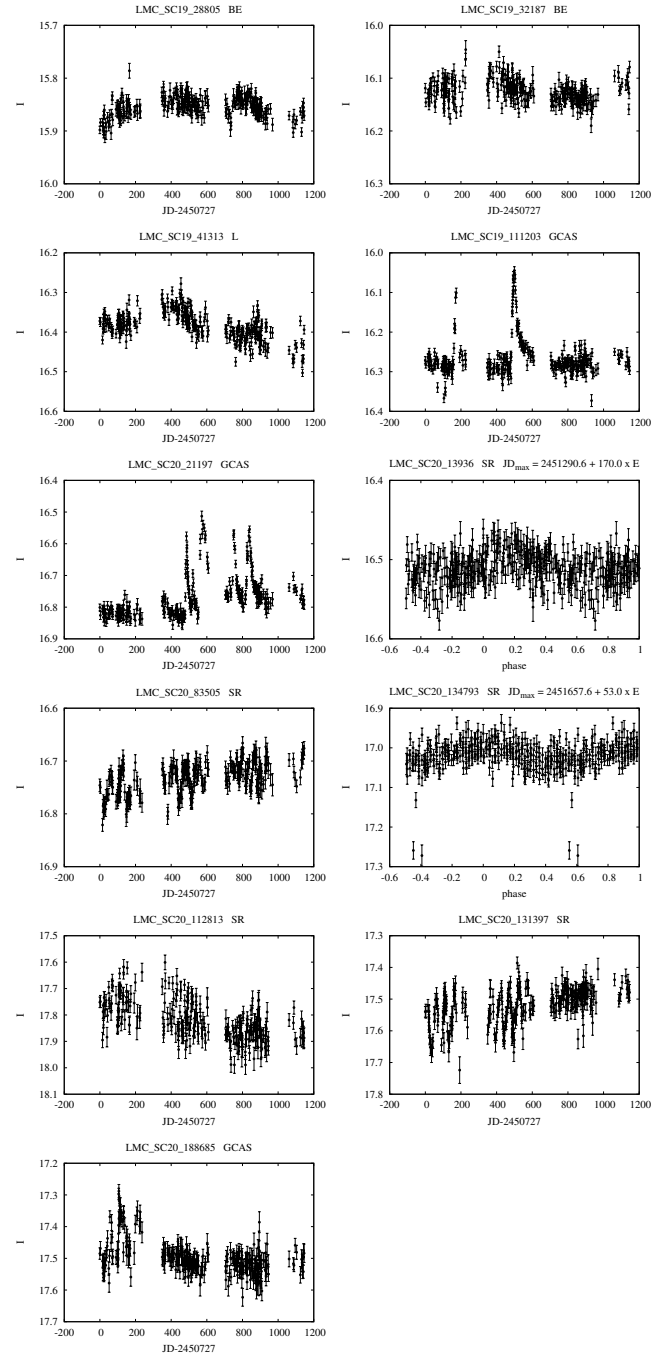 LMC_SC19_28805 BE
I
15.7
15.8
15.9
16.0
-200 0 200 400 600 800 1000 1200
JD-2450727
LMC_SC19_32187 BE
I
16.0
16.1
16.2
16.3
-200 0 200 400 600 800 1000 1200
JD-2450727
LMC_SC19_41313 L
I
16.2
16.3
16.4
16.5
16.6
-200 0 200 400 600 800 1000 1200
JD-2450727
LMC_SC19_111203 GCAS
I
16.0
16.1
16.2
16.3
16.4
-200 0 200 400 600 800 1000 1200
JD-2450727
LMC_SC20_21197 GCAS
I
16.4
16.5
16.6
16.7
16.8
16.9
-200 0 200 400 600 800 1000 1200
JD-2450727
LMC_SC20_13936 SR JDmax = 2451290.6 + 170.0 x E
I
16.4
16.5
16.6
-0.6 -0.4 -0.2 0 0.2 0.4 0.6 0.8 1
phase
LMC_SC20_83505 SR
I
16.6
16.7
16.8
16.9
-200 0 200 400 600 800 1000 1200
JD-2450727
LMC_SC20_134793 SR JDmax = 2451657.6 + 53.0 x E
I
16.9
17.0
17.1
17.2
17.3
-0.6 -0.4 -0.2 0 0.2 0.4 0.6 0.8 1
phase
LMC_SC20_112813 SR
I
17.5
17.6
17.7
17.8
17.9
18.0
18.1
-200 0 200 400 600 800 1000 1200
JD-2450727
LMC_SC20_131397 SR
I
17.3
17.4
17.5
17.6
17.7
17.8
-200 0 200 400 600 800 1000 1200
JD-2450727
LMC_SC20_188685 GCAS
I
17.2
17.3
17.4
17.5
17.6
17.7
-200 0 200 400 600 800 1000 1200
JD-2450727